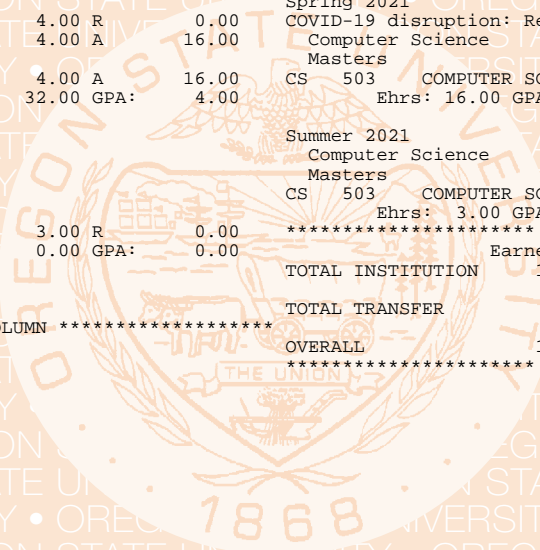 4.00 R 0.00
4.00 A 16.00
4.00 A 16.00
32.00 GPA: 4.00
3.00 R 0.00
0.00 GPA: 0.00
OLUMN *******************
Spring 2021
COVID-19 disruption: Re
Computer Science
Masters
CS 503 COMPUTER SC
Ehrs: 16.00 GPA
Summer 2021
Computer Science
Masters
CS 503 COMPUTER SC
Ehrs: 3.00 GPA
**********************
Earne
TOTAL INSTITUTION 1
TOTAL TRANSFER
OVERALL 1
**********************
OREGON STATE UNIVERSITY
THE UNION
1868